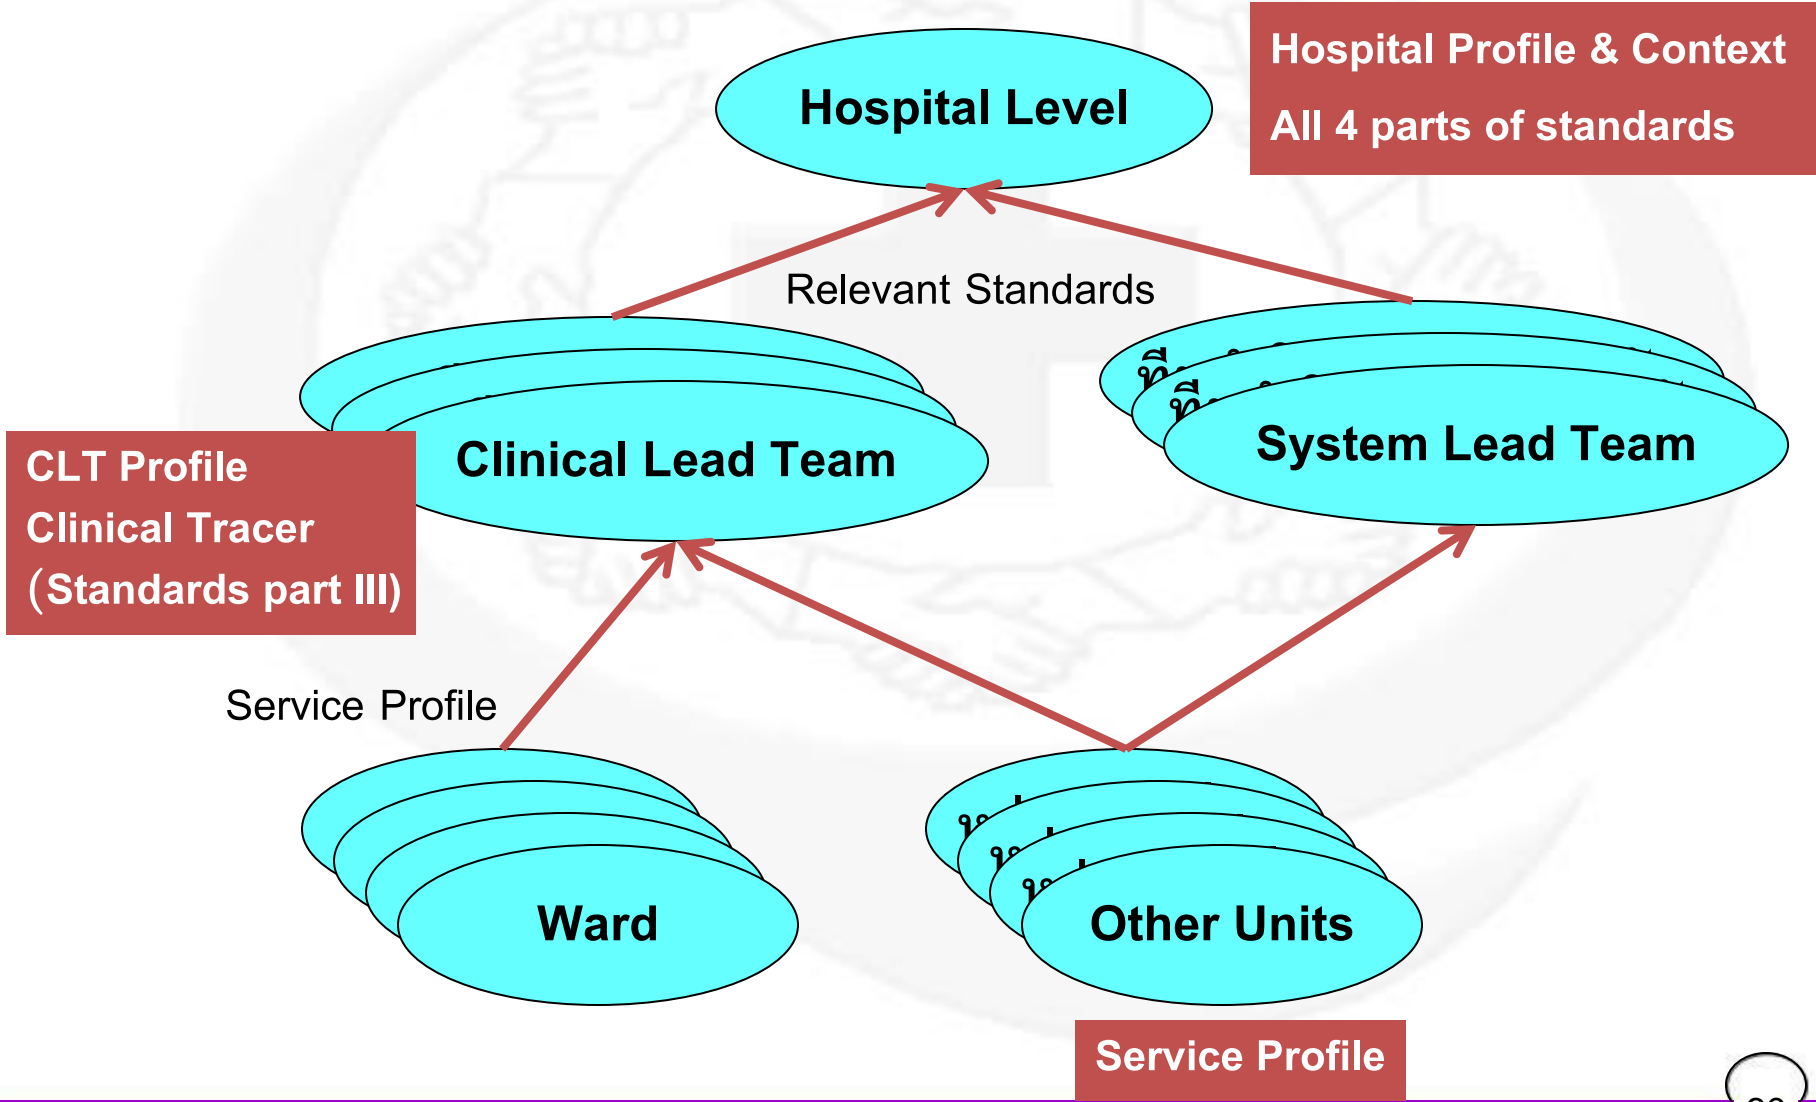 Hospital Profile & Context
All 4 parts of standards
Hospital Level
Relevant Standards
Clinical Lead Team
System Lead Team
CLT Profile
Clinical Tracer
(Standards part III)
Service Profile
Ward
Other Units
Service Profile